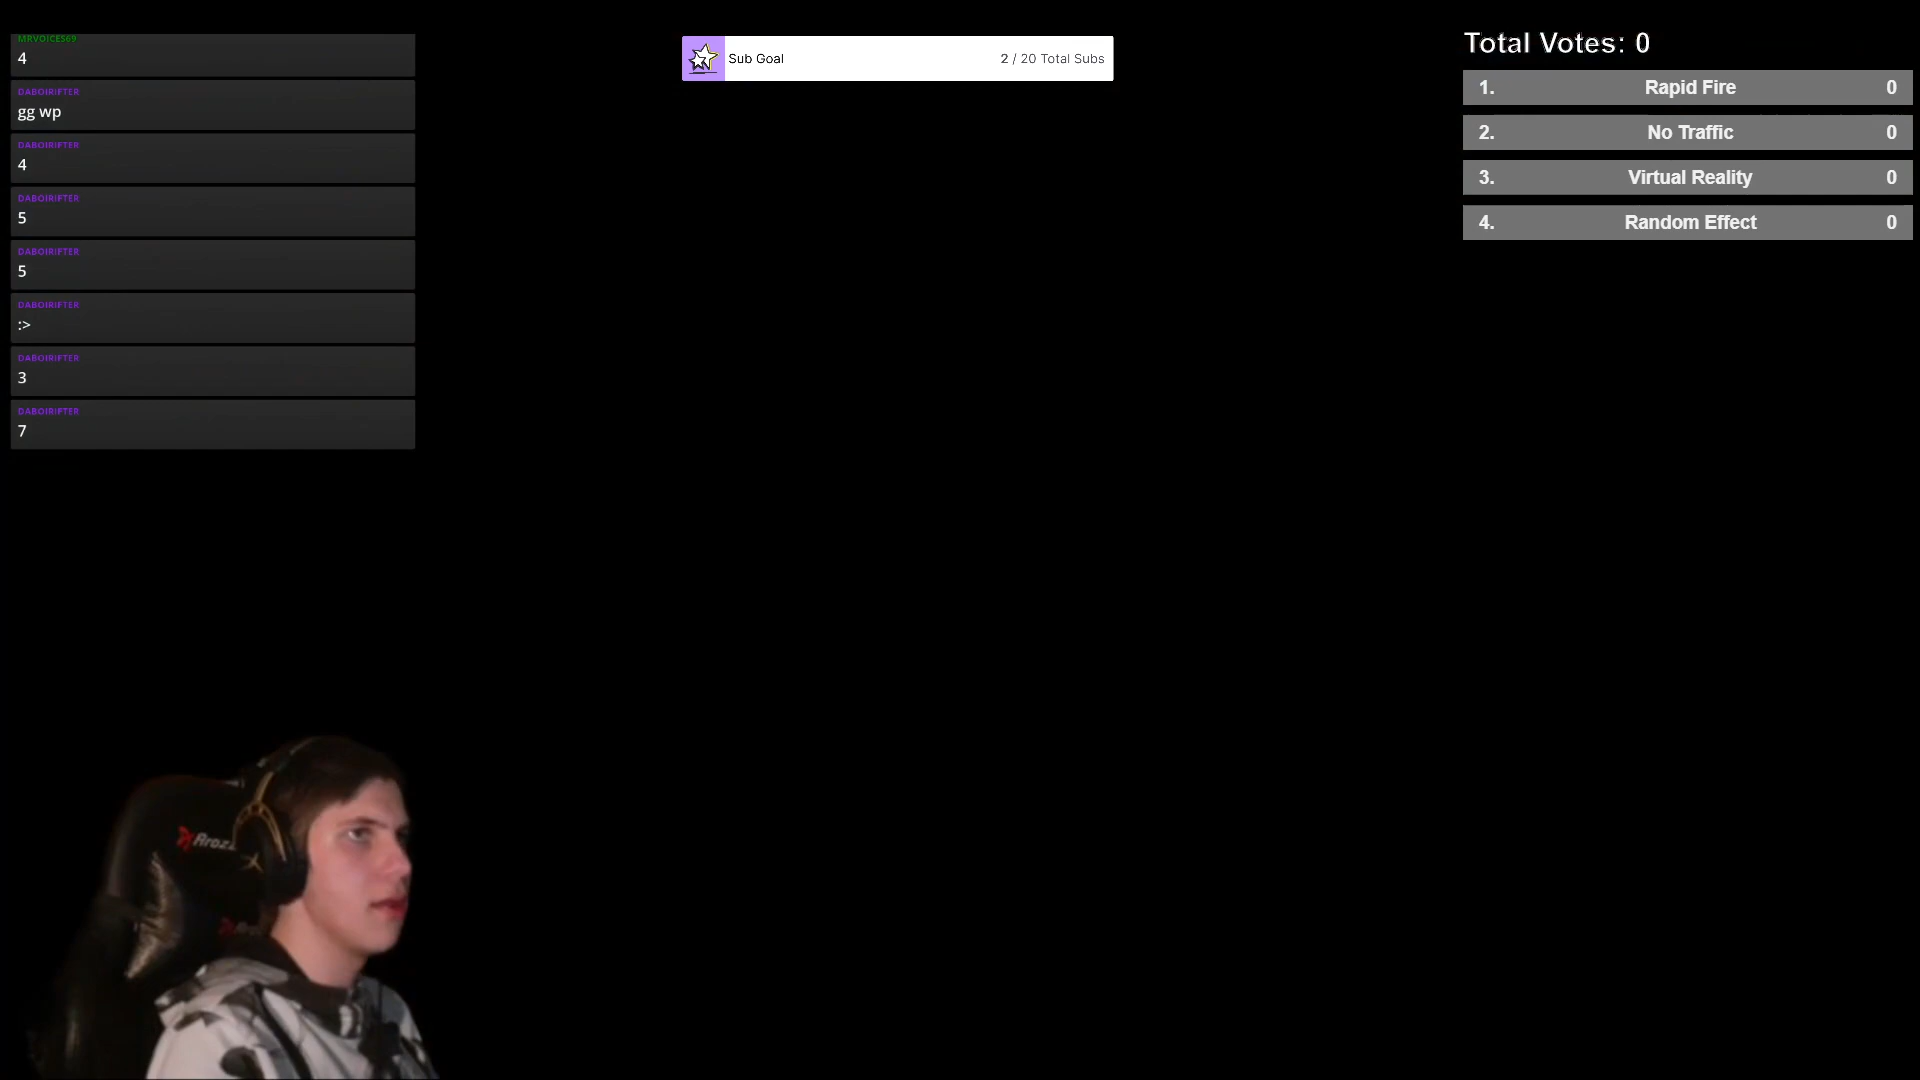 MRVOICES69
4
DABOIRIFTER
gg wp
DABOIRIFTER
4
DABOIRIFTER
5
DABOIRIFTER
5
DABOIRIFTER
:>
DABOIRIFTER
3
DABOIRIFTER
7
Sub Goal 2 / 20 Total Subs
Total Votes: 0
1. Rapid Fire 0
2. No Traffic 0
3. Virtual Reality 0
4. Random Effect 0